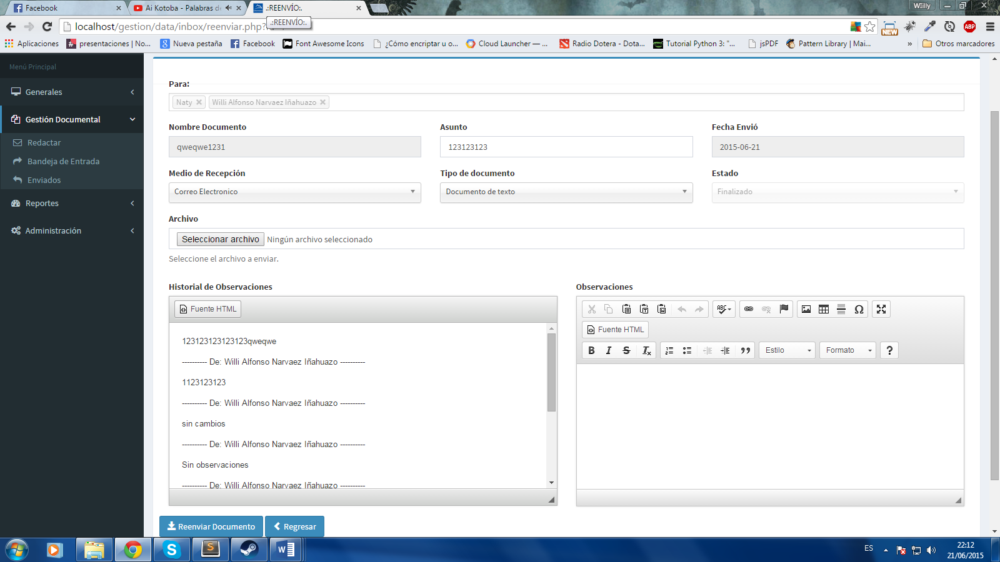 Facebook
Ai Kotoba - Palabras de
.:REENVÍO:.
WIilly
localhost/gestion/data/inbox/reenviar.php?
.:REENVÍO:.
NEW
ABP
Aplicaciones
presentaciones | No...
Nueva pestaña
Facebook
Font Awesome Icons
¿Cómo encriptar u o...
Cloud Launcher — ...
Radio Dotera - Dota...
Tutorial Python 3: "...
jsPDF
Pattern Library | Mai...
»
Otros marcadores
Menú Principal
Generales
Gestión Documental
Redactar
Bandeja de Entrada
Enviados
Reportes
Administración
Para:
Naty
Willi Alfonso Narvaez Iñahuazo
Nombre Documento
Asunto
Fecha Envió
qweqwe1231
123123123
2015-06-21
Medio de Recepción
Tipo de documento
Estado
Correo Electronico
Documento de texto
Finalizado
Archivo
Seleccionar archivo
Ningún archivo seleccionado
Seleccione el archivo a enviar.
Historial de Observaciones
Fuente HTML
123123123123123qweqwe
---------- De: Willi Alfonso Narvaez Iñahuazo ----------
1123123123
---------- De: Willi Alfonso Narvaez Iñahuazo ----------
sin cambios
---------- De: Willi Alfonso Narvaez Iñahuazo ----------
Sin observaciones
---------- De: Willi Alfonso Narvaez Iñahuazo ----------
Observaciones
ABC
Ω
Fuente HTML
B I S Tx
Estilo
Formato
?
Reenviar Documento
Regresar
ES
22:12
21/06/2015